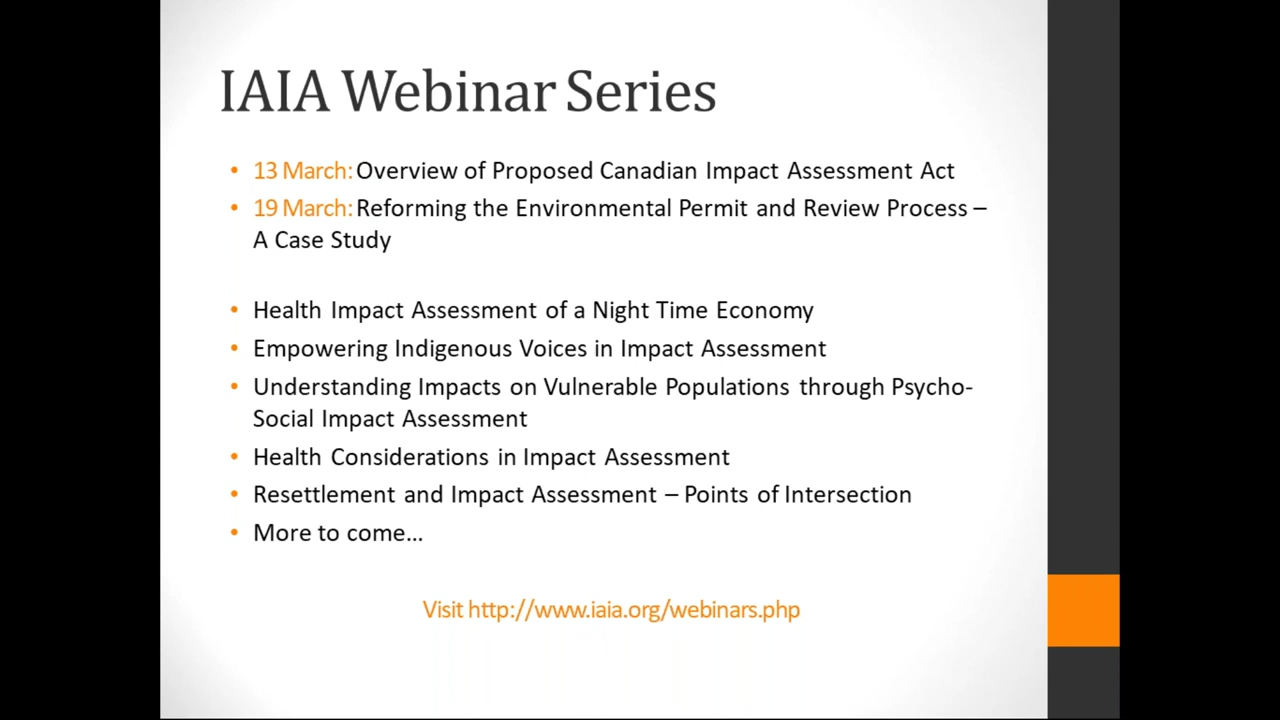 IAIA Webinar Series
• 13 March: Overview of Proposed Canadian Impact Assessment Act
• 19 March: Reforming the Environmental Permit and Review Process –
A Case Study
• Health Impact Assessment of a Night Time Economy
• Empowering Indigenous Voices in Impact Assessment
• Understanding Impacts on Vulnerable Populations through Psycho-
Social Impact Assessment
• Health Considerations in Impact Assessment
• Resettlement and Impact Assessment – Points of Intersection
• More to come…
Visit http://www.iaia.org/webinars.php